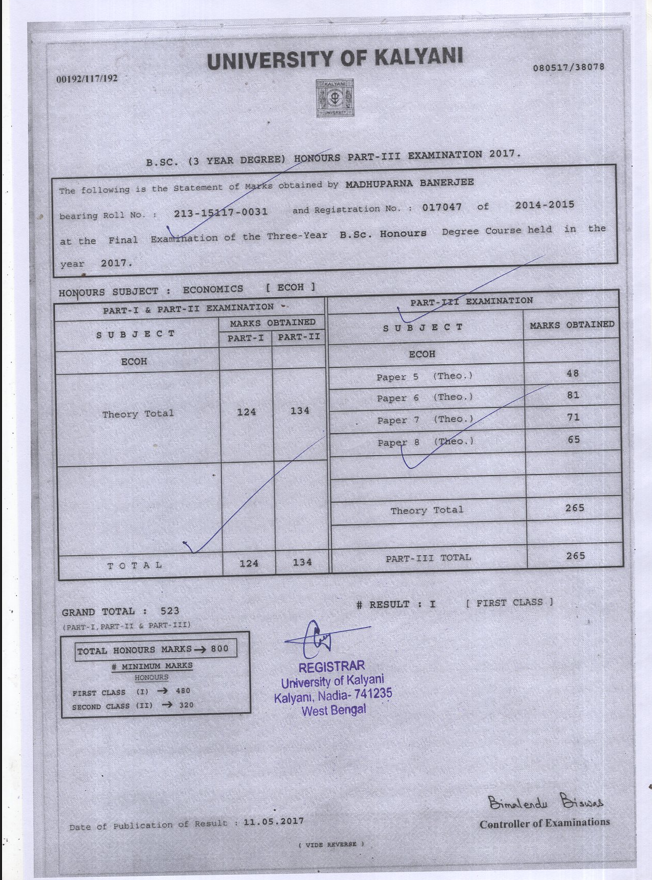 UNIVERSITY OF KALYANI
00192/117/192
080517/38078
B.SC. (3 YEAR DEGREE) HONOURS PART-III EXAMINATION 2017.
The following is the Statement of Marks obtained by MADHUPARNA BANERJEE
bearing Roll No. : 213-15117-0031 and Registration No. : 017047 of 2014-2015
at the Final Examination of the Three-Year B.Sc. Honours Degree Course held in the
year 2017.
HONOURS SUBJECT : ECONOMICS [ ECOH ]
PART-I & PART-II EXAMINATION
SUBJECT MARKS OBTAINED
PART-I PART-II
ECOH
Theory Total 124 134
TOTAL 124 134
PART-III EXAMINATION
SUBJECT MARKS OBTAINED
ECOH
Paper 5 (Theo.) 48
Paper 6 (Theo.) 81
Paper 7 (Theo.) 71
Paper 8 (Theo.) 65
Theory Total 265
PART-III TOTAL 265
GRAND TOTAL : 523
(PART-I, PART-II & PART-III)
# RESULT : I [ FIRST CLASS ]
TOTAL HONOURS MARKS → 800
# MINIMUM MARKS
HONOURS
FIRST CLASS (I) → 480
SECOND CLASS (II) → 320
REGISTRAR
University of Kalyani
Kalyani, Nadia- 741235
West Bengal
Bimalendu Biswas
Date of Publication of Result : 11.05.2017
Controller of Examinations
( VIDE REVERSE )